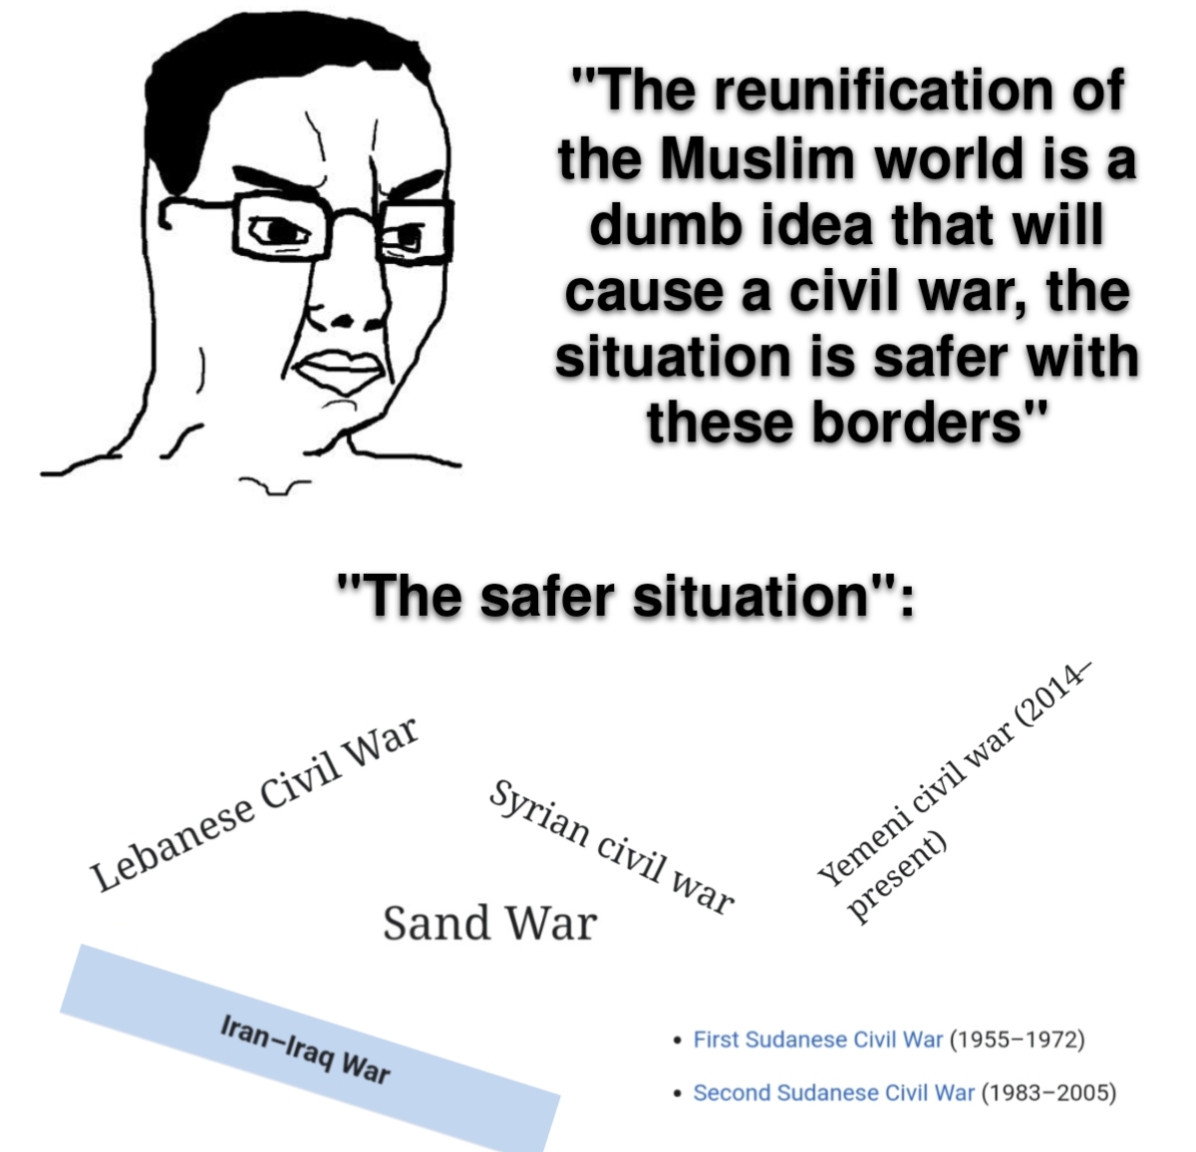 "The reunification of
the Muslim world is a
dumb idea that will
cause a civil war, the
situation is safer with
these borders"
"The safer situation":
Lebanese Civil War
Syrian civil war
Yemeni civil war (2014–
present)
Sand War
Iran–Iraq War
• First Sudanese Civil War (1955–1972)
• Second Sudanese Civil War (1983–2005)